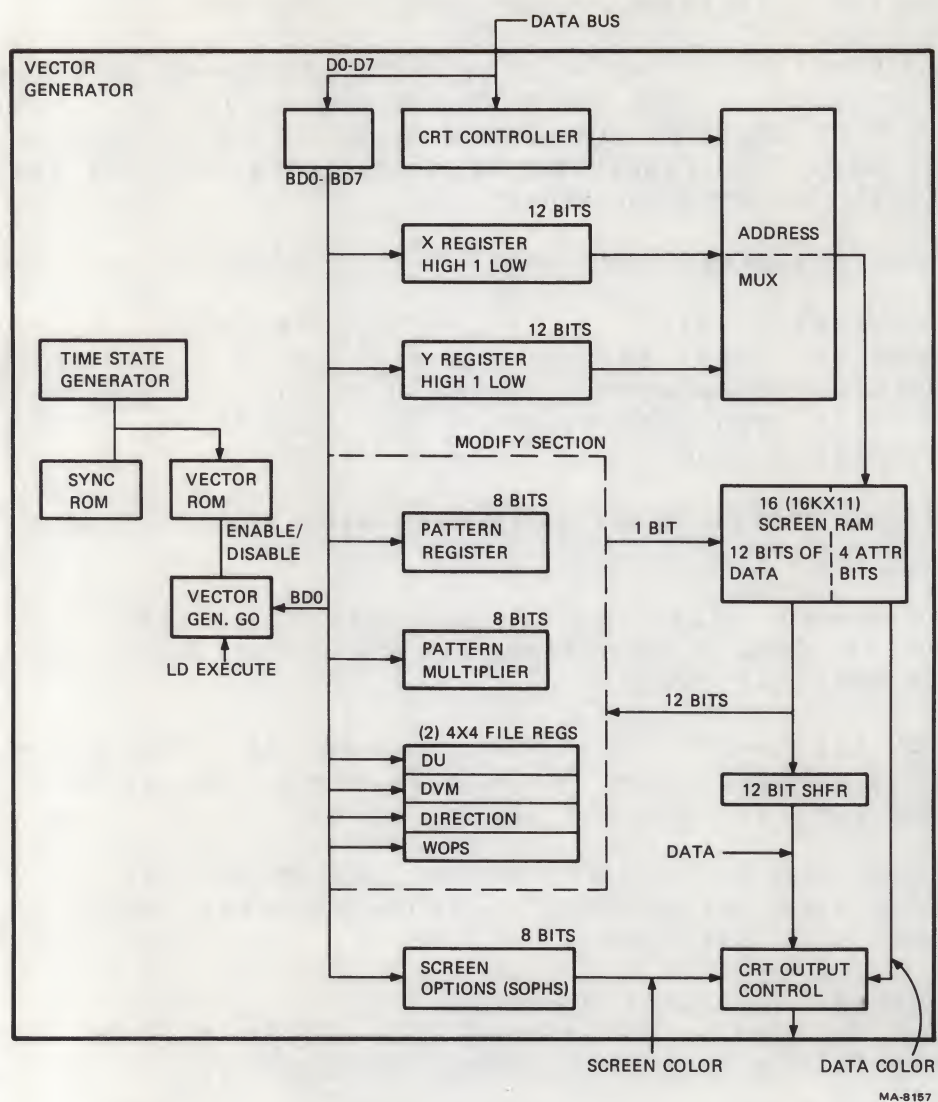 DATA BUS
VECTOR
GENERATOR
D0-D7
CRT CONTROLLER
BD0-BD7
12 BITS
X REGISTER
HIGH 1 LOW
ADDRESS
MUX
12 BITS
Y REGISTER
HIGH 1 LOW
TIME STATE
GENERATOR
SYNC
ROM
VECTOR
ROM
ENABLE/
DISABLE
VECTOR
GEN. GO
BD0
LD EXECUTE
MODIFY SECTION
8 BITS
PATTERN
REGISTER
1 BIT
16 (16KX11)
SCREEN RAM
12 BITS OF
DATA
4 ATTR
BITS
8 BITS
PATTERN
MULTIPLIER
12 BITS
(2) 4X4 FILE REGS
DU
DVM
DIRECTION
WOPS
12 BIT SHFR
DATA
8 BITS
SCREEN
OPTIONS (SOPHS)
CRT OUTPUT
CONTROL
SCREEN COLOR
DATA COLOR
MA-8157